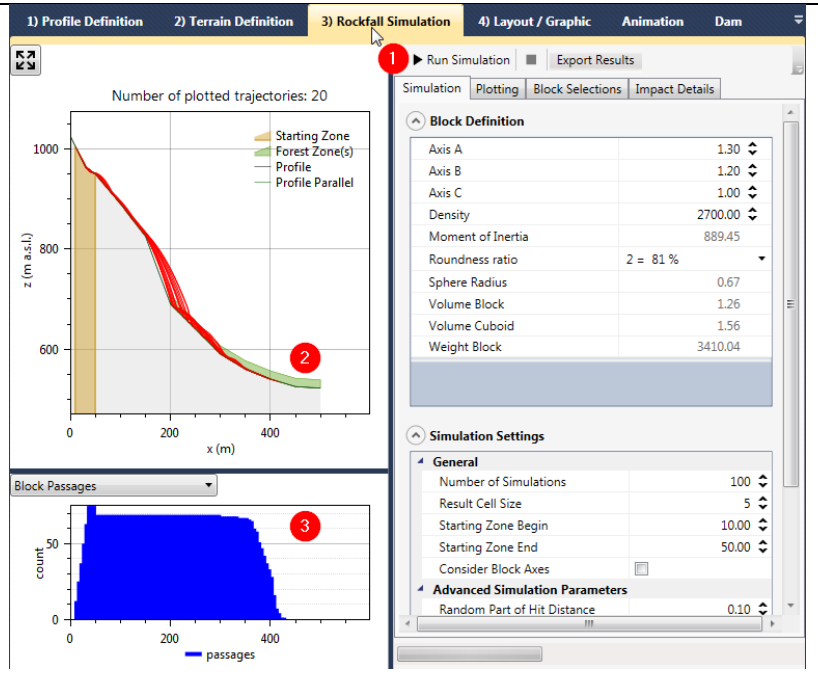 1) Profile Definition 2) Terrain Definition 3) Rockfall Simulation 4) Layout / Graphic Animation Dam
1 Run Simulation Export Results
Simulation Plotting Block Selections Impact Details
Number of plotted trajectories: 20
Starting Zone
Forest Zone(s)
Profile
Profile Parallel
1000
800
600
z (m a.s.l.)
2
0 200 400
x (m)
Block Passages
3
50
0
count
0 200 400
passages
Block Definition
Axis A 1.30
Axis B 1.20
Axis C 1.00
Density 2700.00
Moment of Inertia 889.45
Roundness ratio 2 = 81 %
Sphere Radius 0.67
Volume Block 1.26
Volume Cuboid 1.56
Weight Block 3410.04
Simulation Settings
General
Number of Simulations 100
Result Cell Size 5
Starting Zone Begin 10.00
Starting Zone End 50.00
Consider Block Axes
Advanced Simulation Parameters
Random Part of Hit Distance 0.10